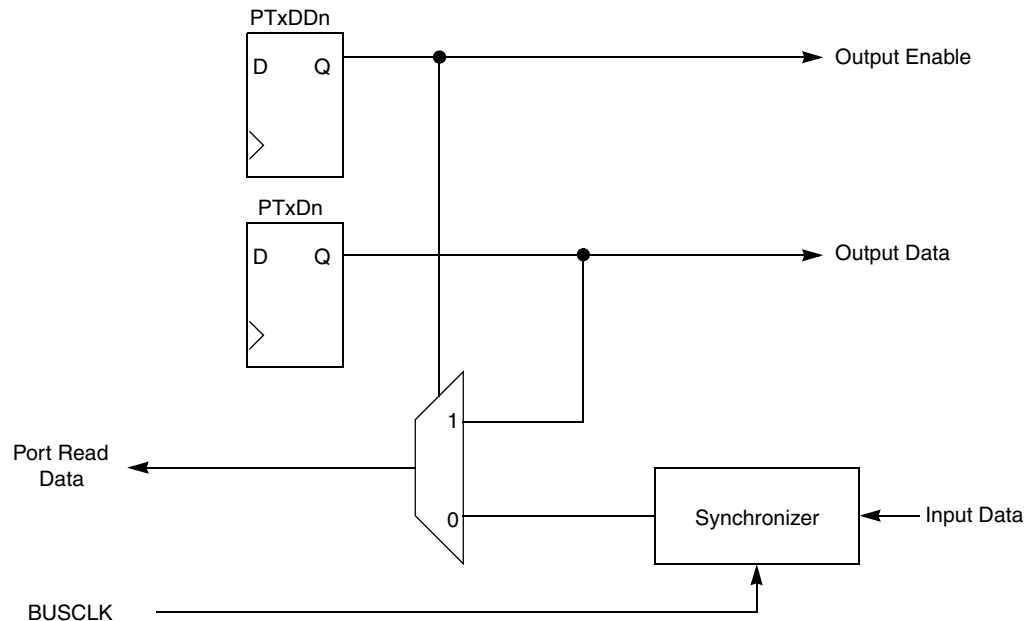 PTxDDn
D Q
Output Enable
PTxDn
D Q
Output Data
1
Port Read
Data
0
Synchronizer
Input Data
BUSCLK